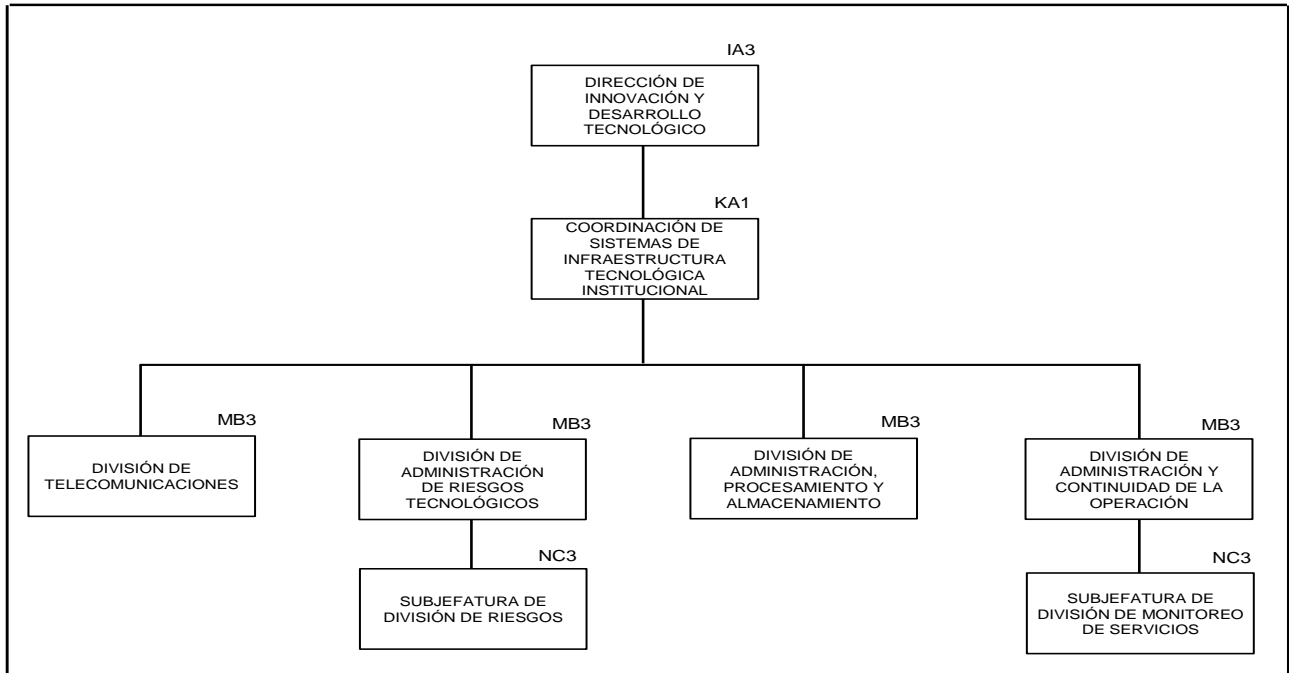 IA3
DIRECCIÓN DE
INNOVACIÓN Y
DESARROLLO
TECNOLÓGICO
KA1
COORDINACIÓN DE
SISTEMAS DE
INFRAESTRUCTURA
TECNOLÓGICA
INSTITUCIONAL
MB3
DIVISIÓN DE
TELECOMUNICACIONES
MB3
DIVISIÓN DE
ADMINISTRACIÓN
DE RIESGOS
TECNOLÓGICOS
MB3
DIVISIÓN DE
ADMINISTRACIÓN,
PROCESAMIENTO Y
ALMACENAMIENTO
MB3
DIVISIÓN DE
ADMINISTRACIÓN Y
CONTINUIDAD DE LA
OPERACIÓN
NC3
SUBJEFATURA DE
DIVISIÓN DE RIESGOS
NC3
SUBJEFATURA DE
DIVISIÓN DE MONITOREO
DE SERVICIOS